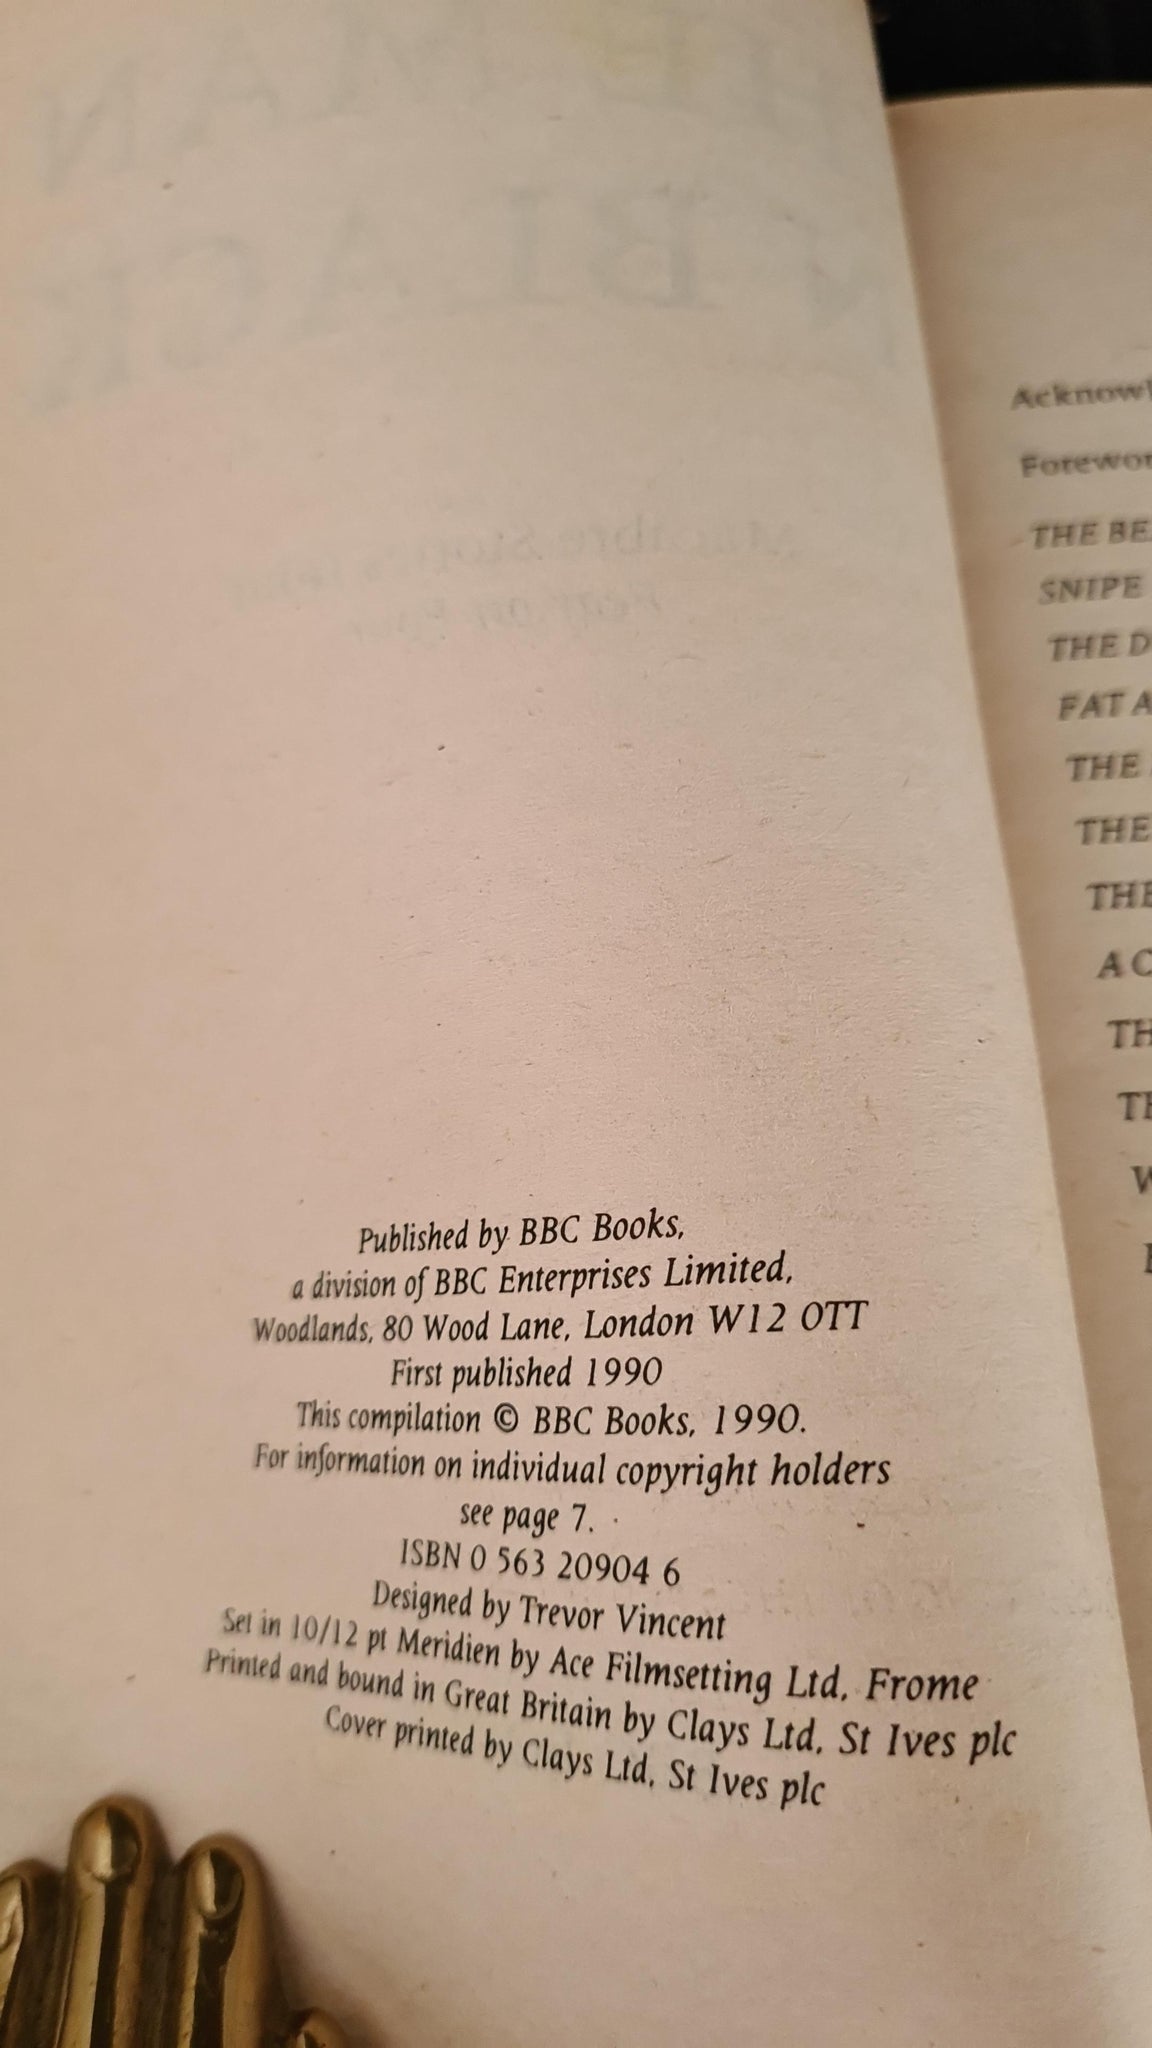 Published by BBC Books,
a division of BBC Enterprises Limited,
Woodlands, 80 Wood Lane, London W12 OTT
First published 1990
This compilation © BBC Books, 1990.
For information on individual copyright holders
see page 7.
ISBN 0 563 20904 6
Designed by Trevor Vincent
Set in 10/12 pt Meridien by Ace Filmsetting Ltd, Frome
Printed and bound in Great Britain by Clays Ltd, St Ives plc
Cover printed by Clays Ltd, St Ives plc
Acknowl
Forewor
THE BE
SNIPE
THE D
FAT A
THE
THE
THE
A C
TH
TH
W